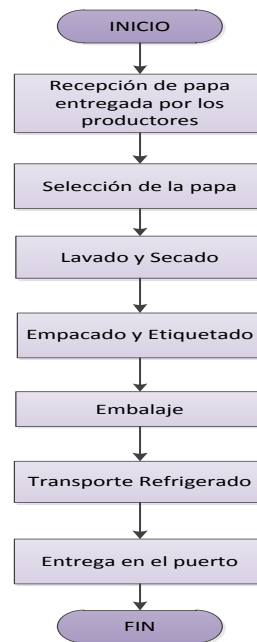 INICIO
Recepción de papa
entregada por los
productores
Selección de la papa
Lavado y Secado
Empacado y Etiquetado
Embalaje
Transporte Refrigerado
Entrega en el puerto
FIN